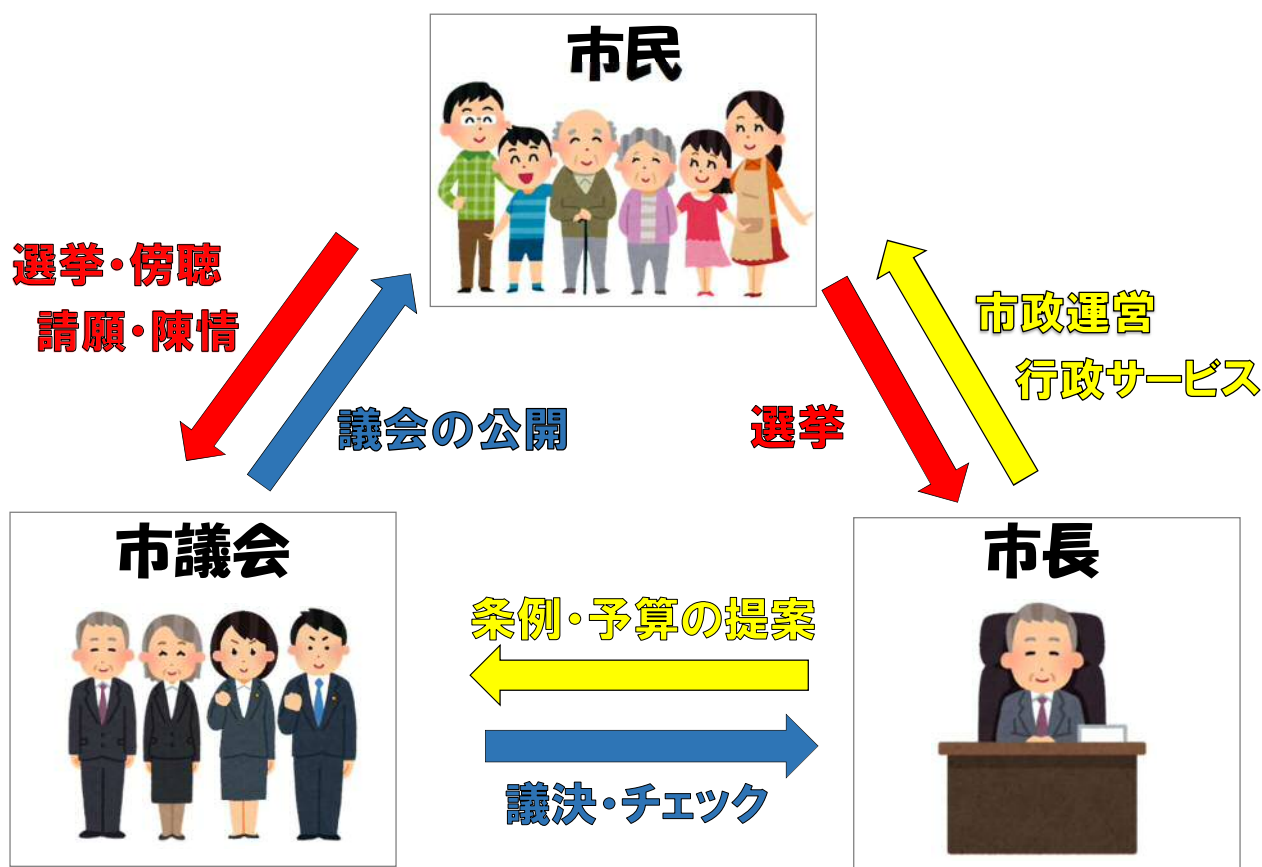 市民
選挙・傍聴
請願・陳情
議会の公開
選挙
市政運営
行政サービス
市議会
市長
条例・予算の提案
議決・チェック